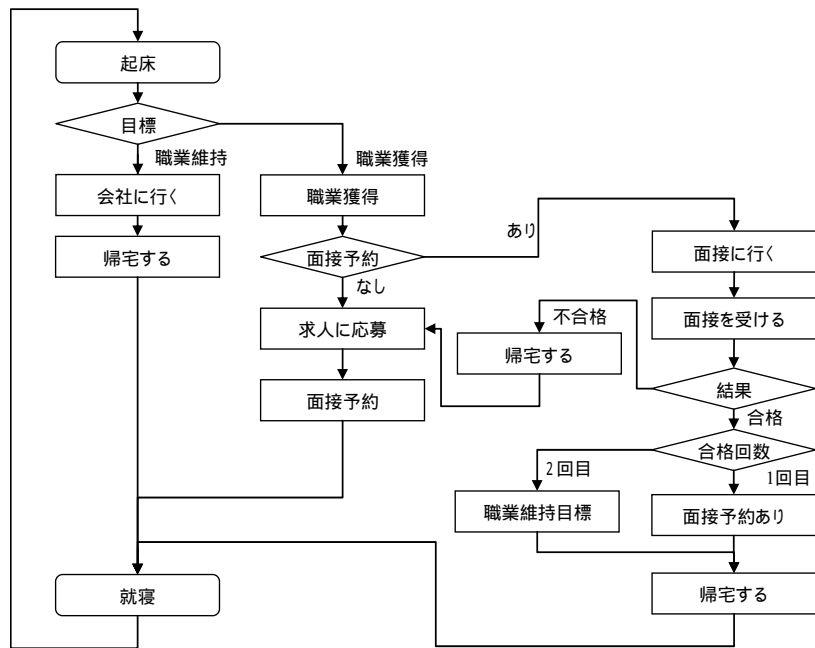 起床
目標
職業維持
職業獲得
会社に行く
職業獲得
帰宅する
あり
面接予約
面接に行く
なし
求人に応募
不合格
面接を受ける
帰宅する
面接予約
結果
合格
合格回数
2回目
1回目
職業維持目標
面接予約あり
就寝
帰宅する